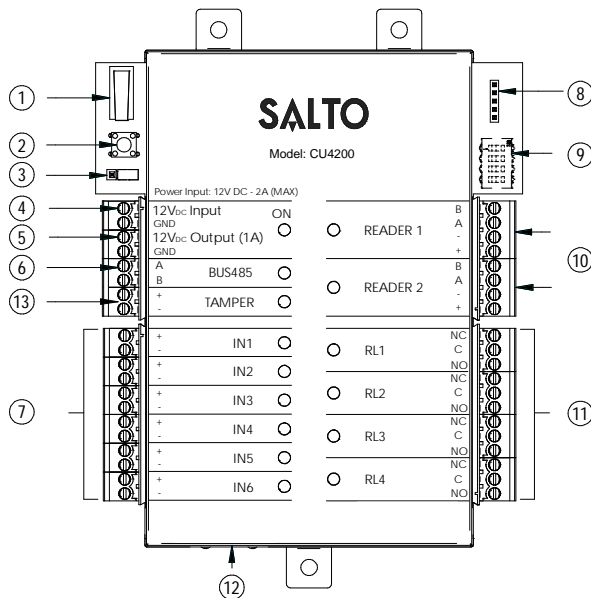 SALTO
Model: CU4200
Power Input: 12V DC - 2A (MAX)
1
2
3
4
5
6
13
7
12VDC Input
GND
12VDC Output (1A)
GND
ON
A
B
BUS485
+
-
TAMPER
+
-
IN1
+
-
IN2
+
-
IN3
+
-
IN4
+
-
IN5
+
-
IN6
READER 1
B
A
-
+
READER 2
B
A
-
+
RL1
NC
C
NO
RL2
NC
C
NO
RL3
NC
C
NO
RL4
NC
C
NO
8
9
10
11
12